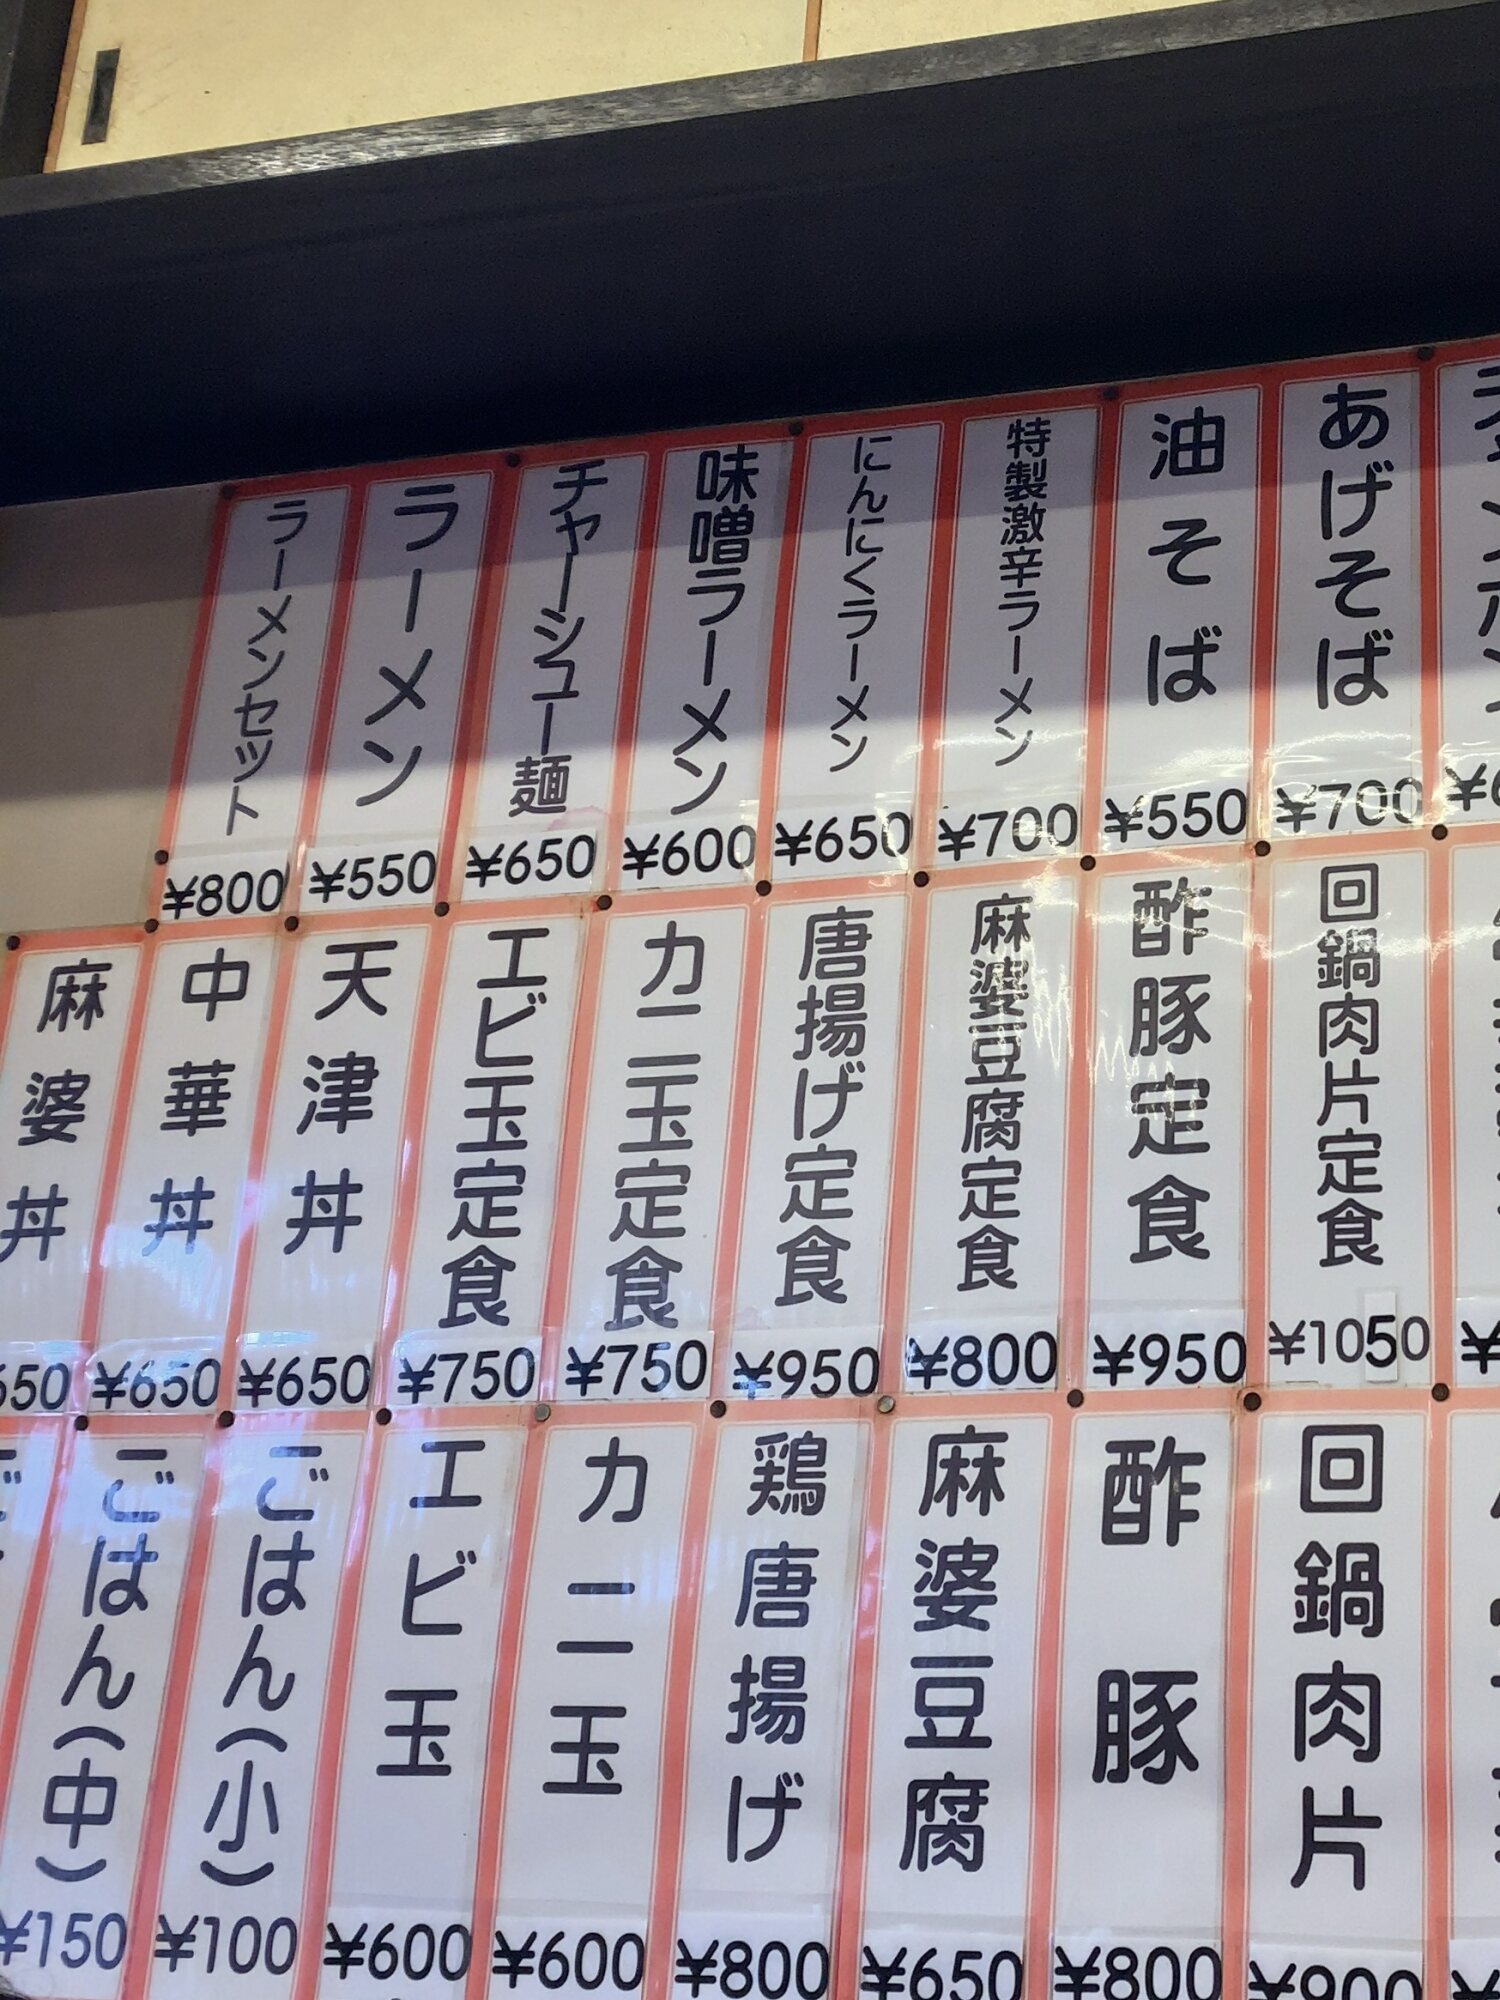 あげそば
¥700
油そば
¥550
特製激辛ラーメン
¥700
にんにくラーメン
¥650
味噌ラーメン
¥600
チャーシュー麺
¥650
ラーメン
¥550
ラーメンセット
¥800
回鍋肉片定食
¥1050
酢豚定食
¥950
麻婆豆腐定食
¥800
唐揚げ定食
¥950
カニ玉定食
¥750
エビ玉定食
¥750
天津丼
¥650
中華丼
¥650
麻婆丼
650
回鍋肉片
¥900
酢豚
¥800
麻婆豆腐
¥650
鶏唐揚げ
¥800
カニ玉
¥600
エビ玉
¥600
ごはん(小)
¥100
ごはん(中)
¥150